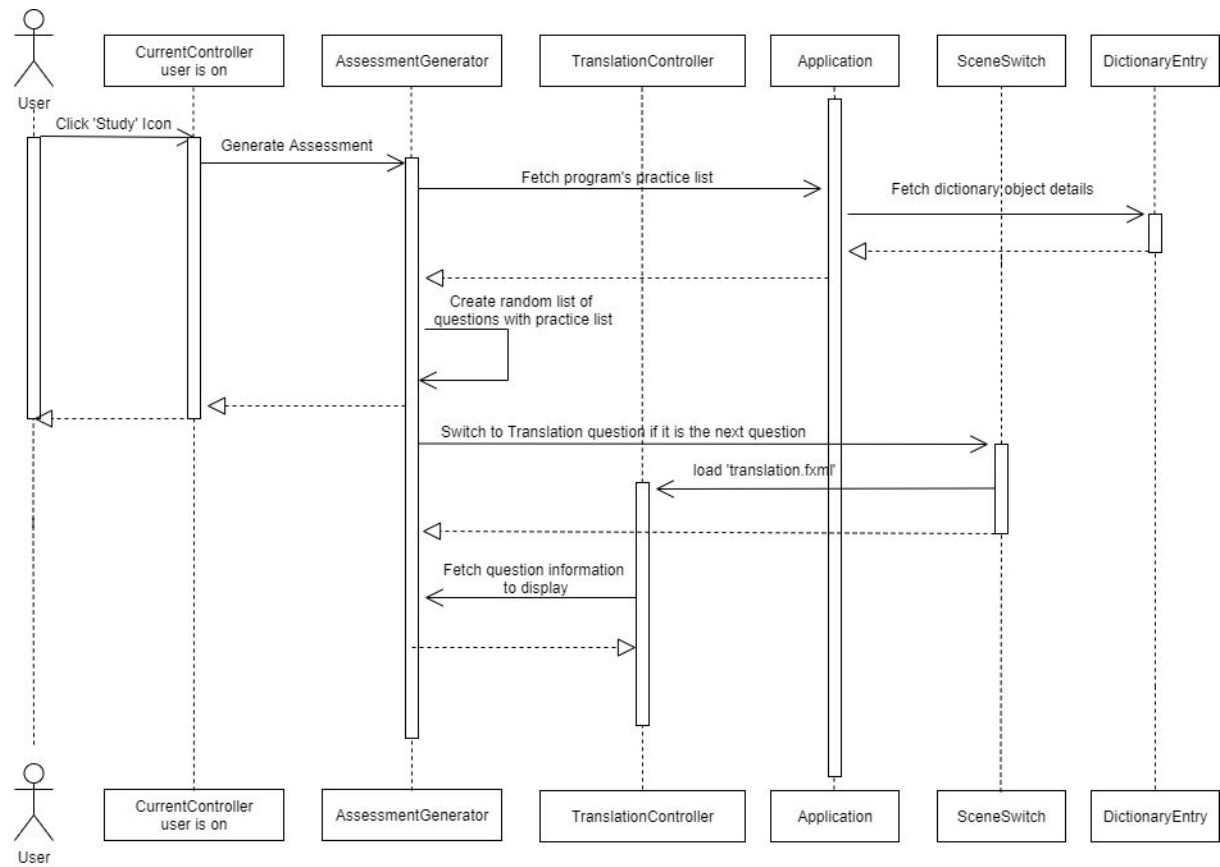 CurrentController
user is on
AssessmentGenerator
TranslationController
Application
SceneSwitch
DictionaryEntry
User
Click 'Study' Icon
Generate Assessment
Fetch program's practice list
Fetch dictionary object details
Create random list of
questions with practice list
Switch to Translation question if it is the next question
load 'translation.fxml'
Fetch question information
to display
CurrentController
user is on
AssessmentGenerator
TranslationController
Application
SceneSwitch
DictionaryEntry
User